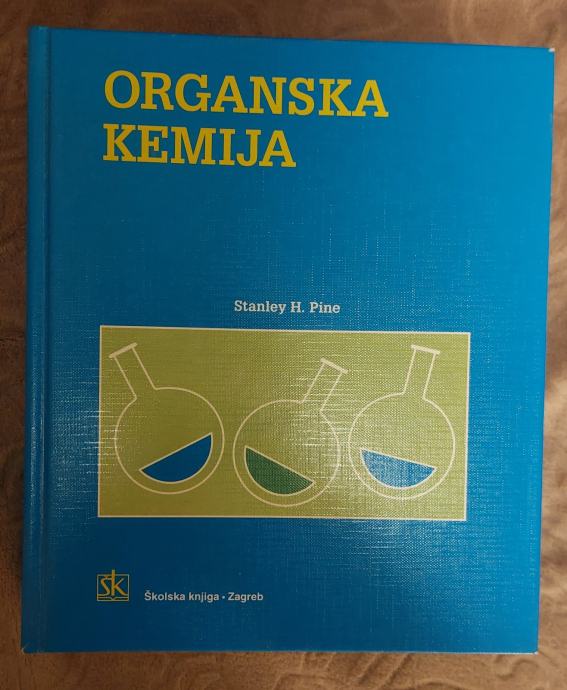 ORGANSKA
KEMIJA
Stanley H. Pine
šk
Školska knjiga • Zagreb